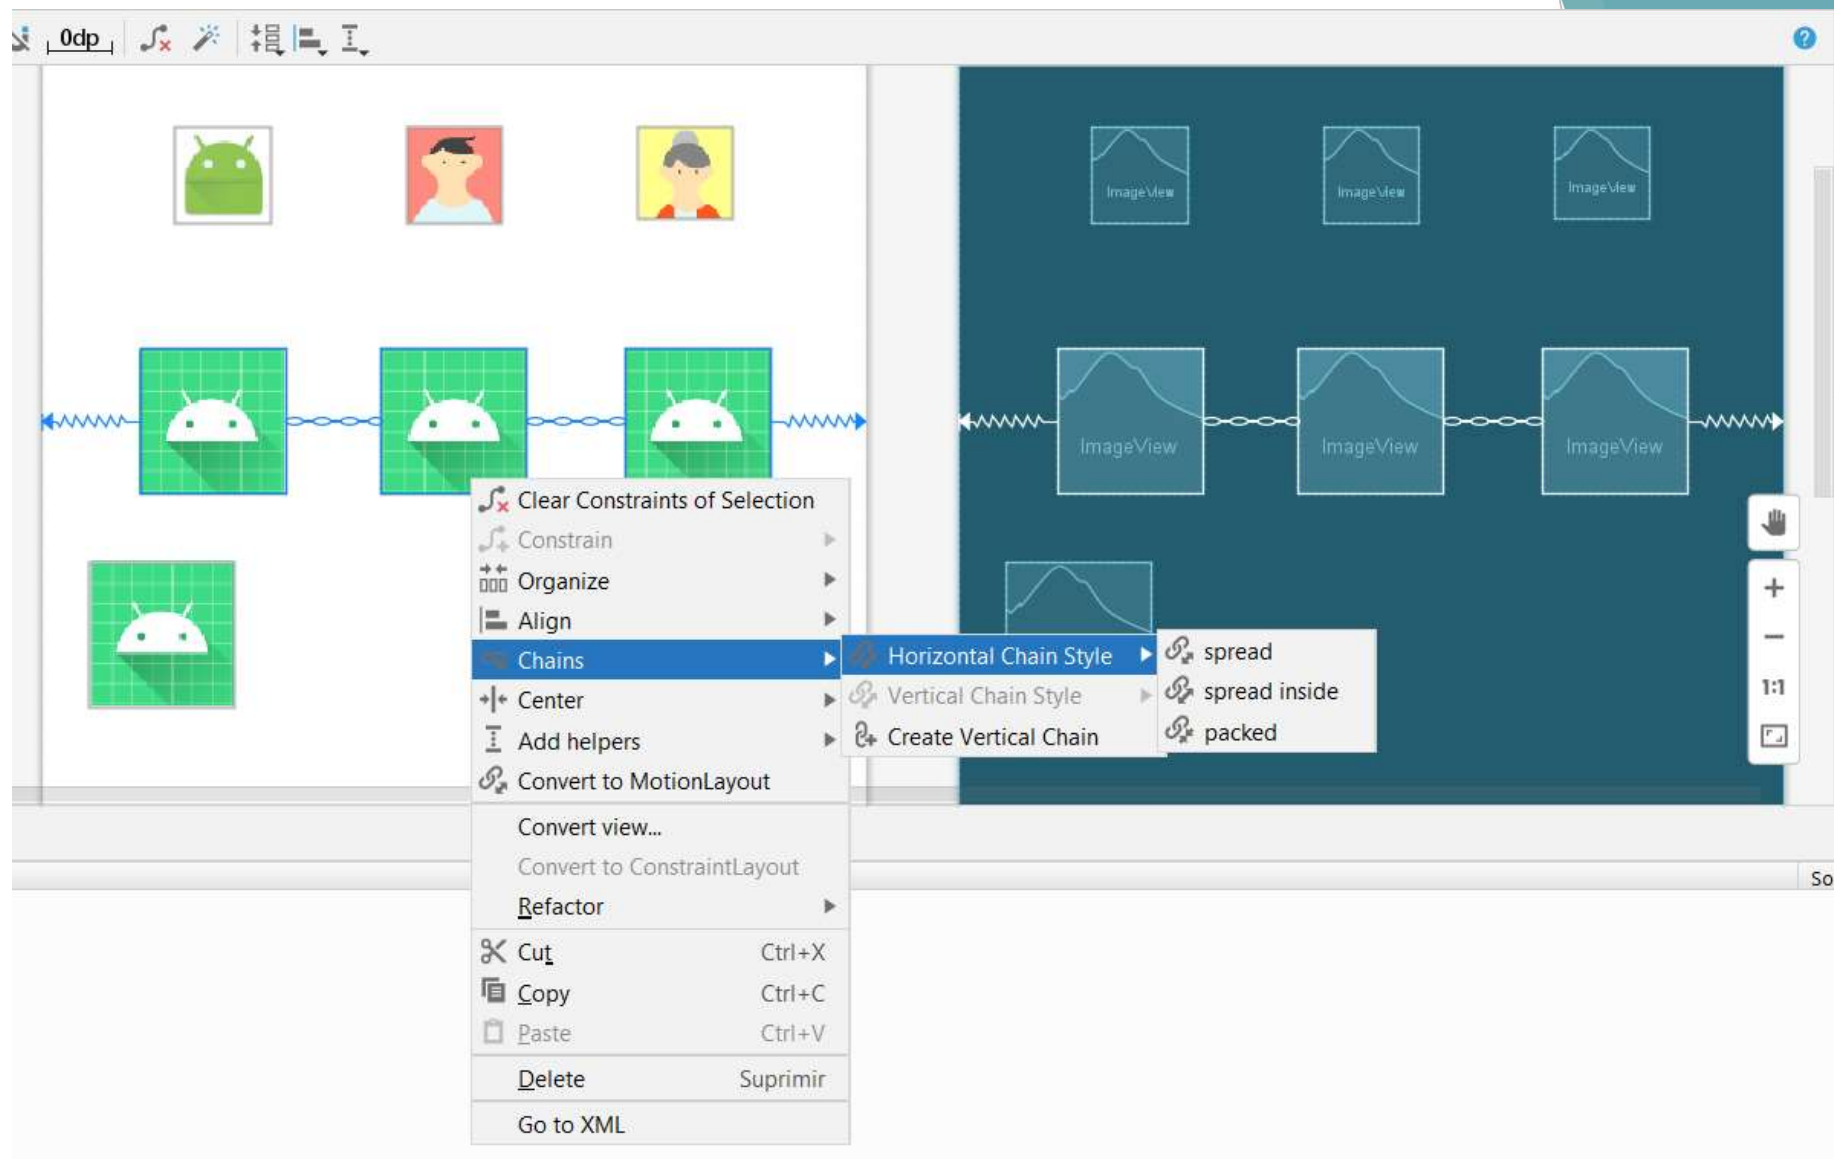 0dp
?
ImageView
ImageView
ImageView
ImageView
ImageView
ImageView
Clear Constraints of Selection
Constrain
Organize
Align
Chains
Center
Add helpers
Convert to MotionLayout
Convert view...
Convert to ConstraintLayout
Refactor
Cut Ctrl+X
Copy Ctrl+C
Paste Ctrl+V
Delete Suprimir
Go to XML
Horizontal Chain Style
Vertical Chain Style
Create Vertical Chain
spread
spread inside
packed
1:1
So